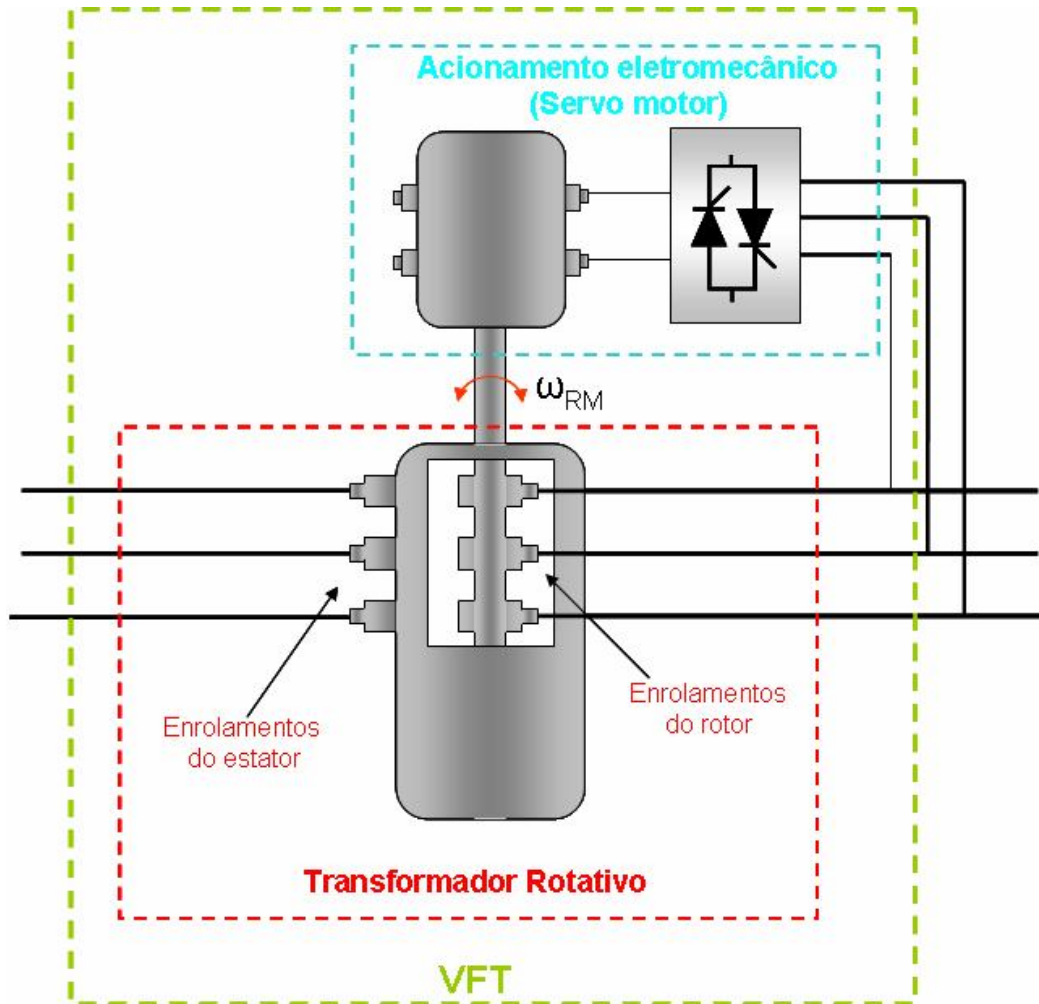 Acionamento eletromecânico
(Servo motor)
ωRM
Enrolamentos
do estator
Enrolamentos
do rotor
Transformador Rotativo
VFT